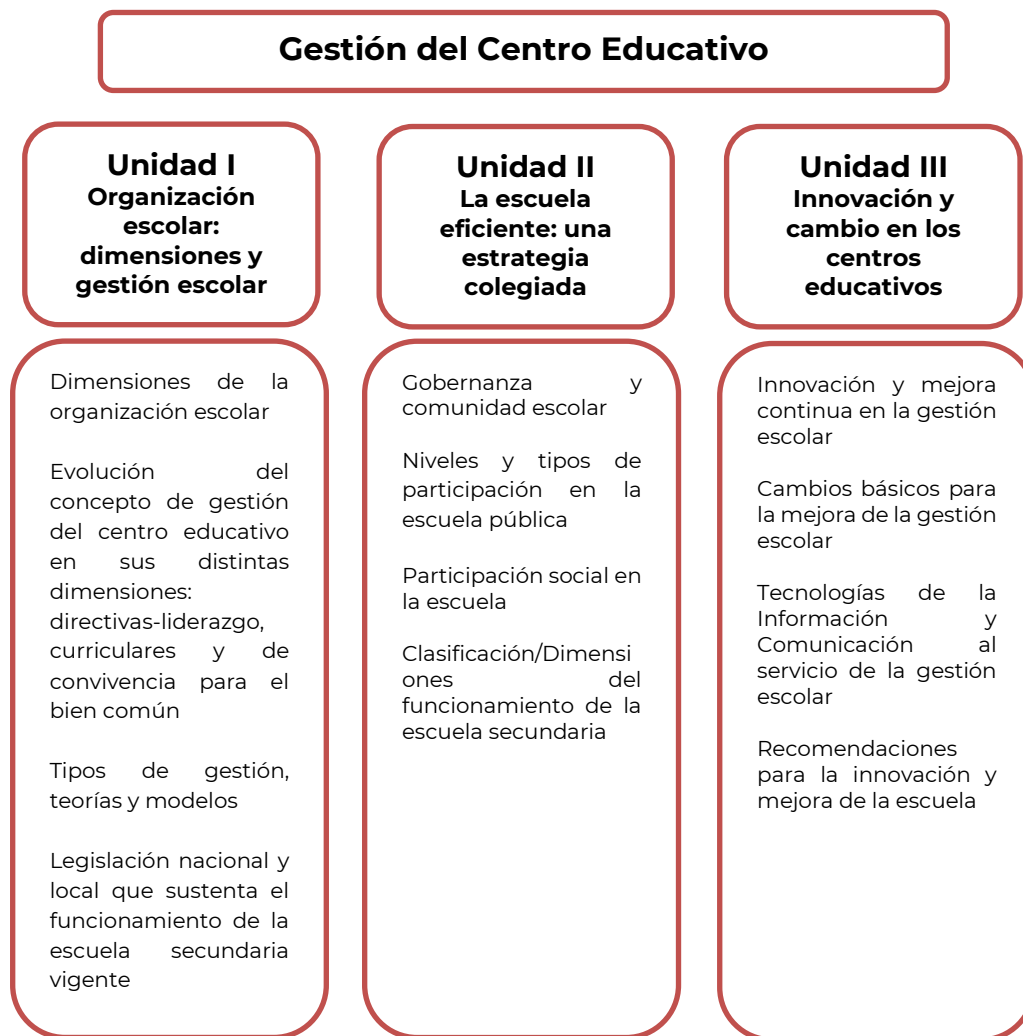 Gestión del Centro Educativo
Unidad I
Organización
escolar:
dimensiones y
gestión escolar
Dimensiones de la
organización escolar
Evolución del
concepto de gestión
del centro educativo
en sus distintas
dimensiones:
directivas-liderazgo,
curriculares y de
convivencia para el
bien común
Tipos de gestión,
teorías y modelos
Legislación nacional y
local que sustenta el
funcionamiento de la
escuela secundaria
vigente
Unidad II
La escuela
eficiente: una
estrategia
colegiada
Gobernanza y
comunidad escolar
Niveles y tipos de
participación en la
escuela pública
Participación social en
la escuela
Clasificación/Dimensi
ones del
funcionamiento de la
escuela secundaria
Unidad III
Innovación y
cambio en los
centros
educativos
Innovación y mejora
continua en la gestión
escolar
Cambios básicos para
la mejora de la gestión
escolar
Tecnologías de la
Información y
Comunicación al
servicio de la gestión
escolar
Recomendaciones
para la innovación y
mejora de la escuela